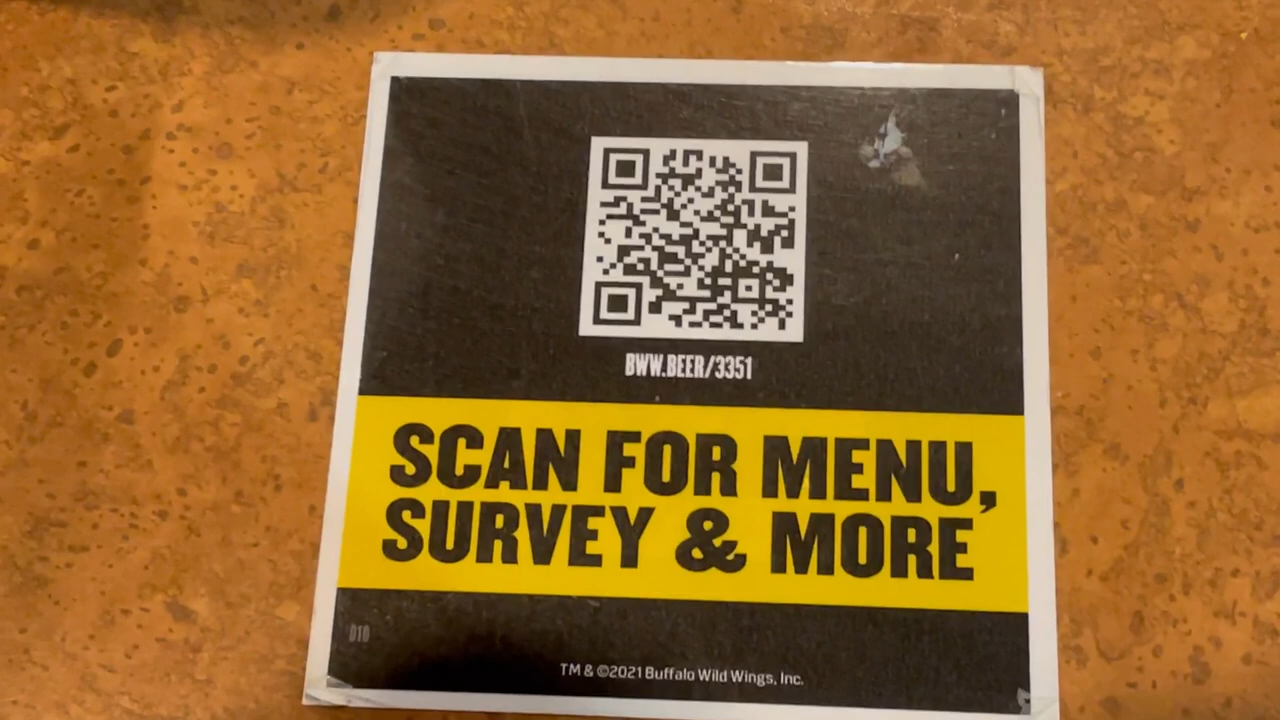 BWW.BEER/3351
SCAN FOR MENU,
SURVEY & MORE
D10
TM & ©2021 Buffalo Wild Wings, Inc.